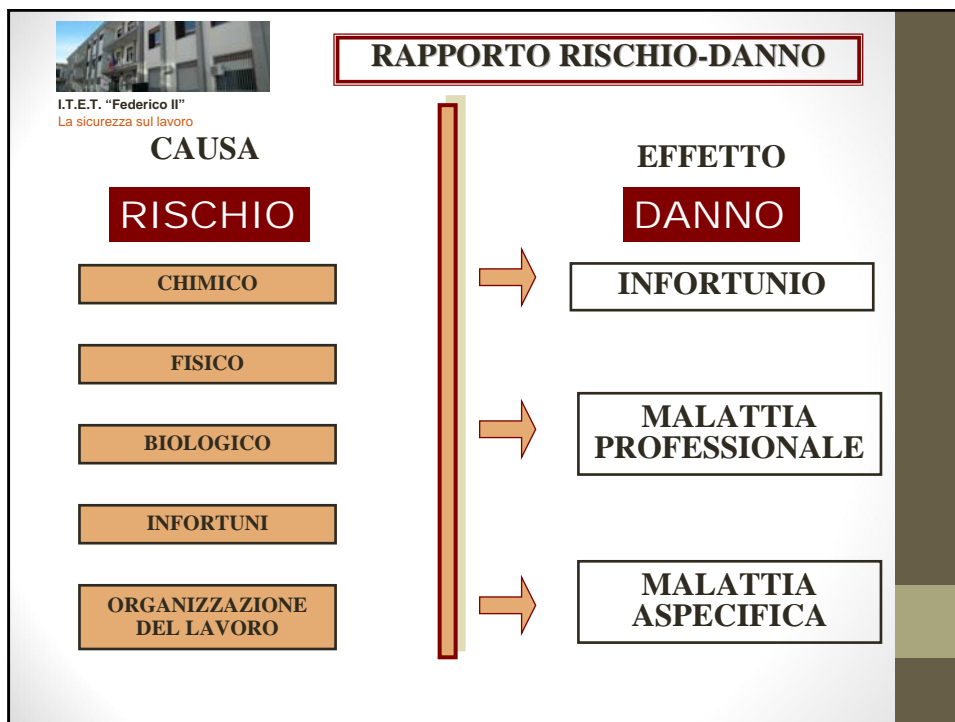 RAPPORTO RISCHIO-DANNO
I.T.E.T. “Federico II”
La sicurezza sul lavoro
CAUSA
RISCHIO
CHIMICO
FISICO
BIOLOGICO
INFORTUNI
ORGANIZZAZIONE
DEL LAVORO
EFFETTO
DANNO
INFORTUNIO
MALATTIA
PROFESSIONALE
MALATTIA
ASPECIFICA